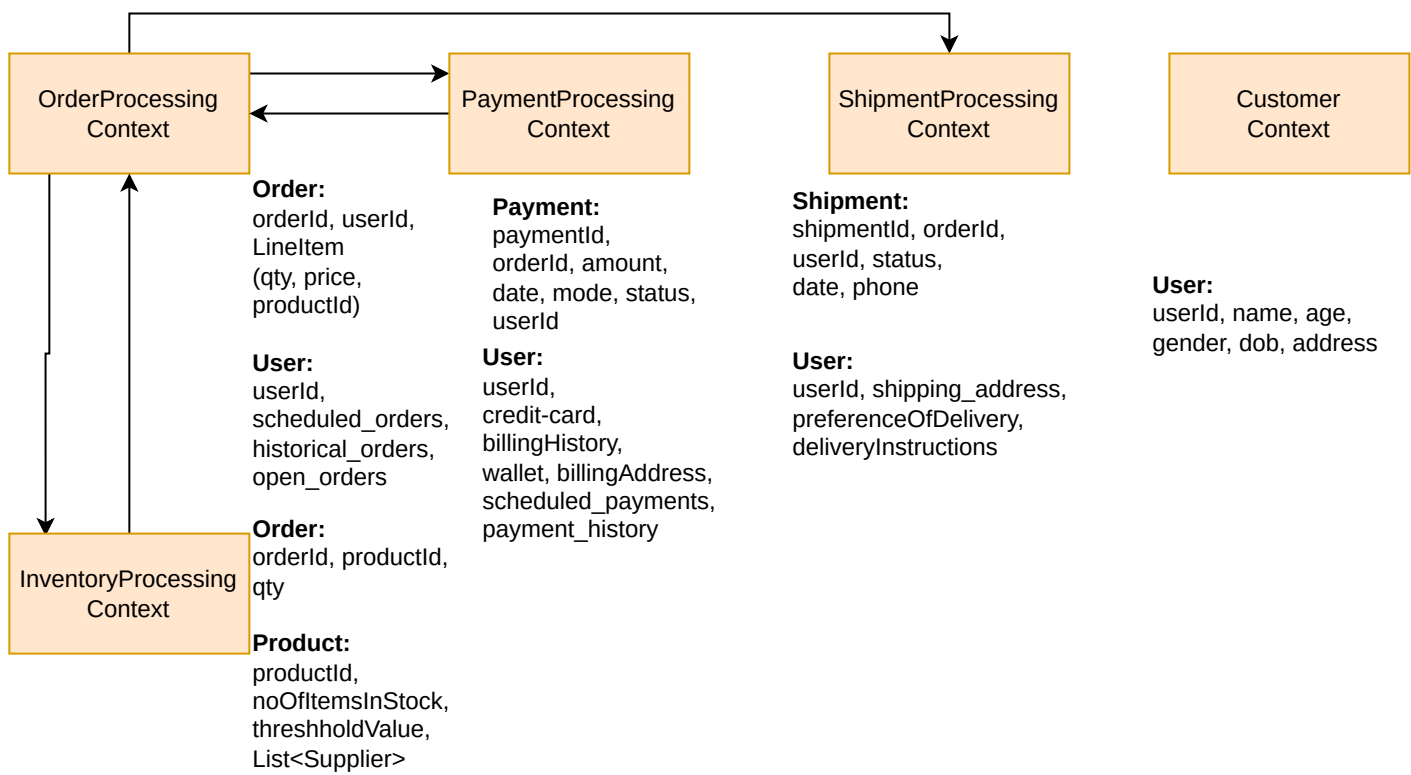 OrderProcessing
Context
PaymentProcessing
Context
ShipmentProcessing
Context
Customer
Context
Order:
orderId, userId,
LineItem
(qty, price,
productId)
User:
userId,
scheduled_orders,
historical_orders,
open_orders
Payment:
paymentId,
orderId, amount,
date, mode, status,
userId
User:
userId,
credit-card,
billingHistory,
wallet, billingAddress,
scheduled_payments,
payment_history
Shipment:
shipmentId, orderId,
userId, status,
date, phone
User:
userId, shipping_address,
preferenceOfDelivery,
deliveryInstructions
User:
userId, name, age,
gender, dob, address
InventoryProcessing
Context
Order:
orderId, productId,
qty
Product:
productId,
noOfItemsInStock,
threshholdValue,
List<Supplier>